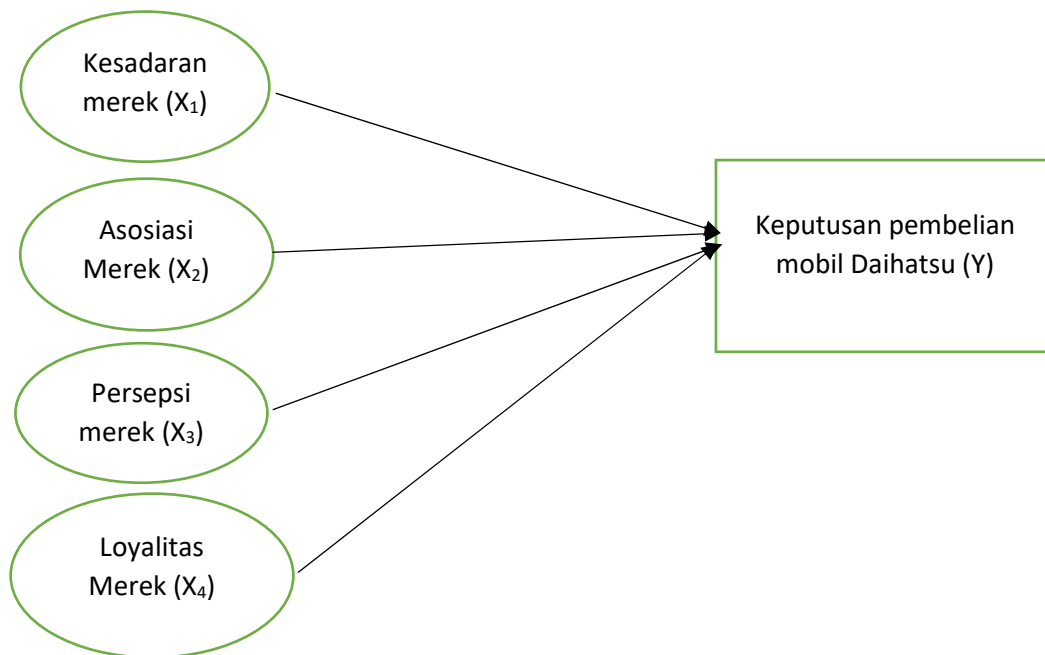 Kesadaran
merek (X₁)
Asosiasi
Merek (X₂)
Persepsi
merek (X₃)
Loyalitas
Merek (X₄)
Keputusan pembelian
mobil Daihatsu (Y)